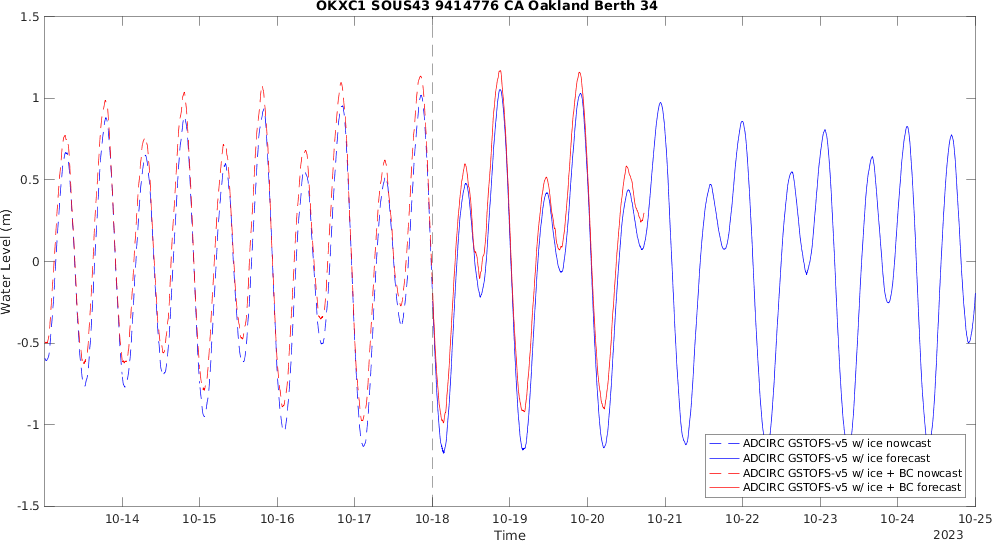 OKXC1 SOUS43 9414776 CA Oakland Berth 34
1.5
1
0.5
0
-0.5
-1
-1.5
Water Level (m)
ADCIRC GSTOFS-v5 w/ ice nowcast
ADCIRC GSTOFS-v5 w/ ice forecast
ADCIRC GSTOFS-v5 w/ ice + BC nowcast
ADCIRC GSTOFS-v5 w/ ice + BC forecast
10-14 10-15 10-16 10-17 10-18 10-19 10-20 10-21 10-22 10-23 10-24 10-25
Time
2023